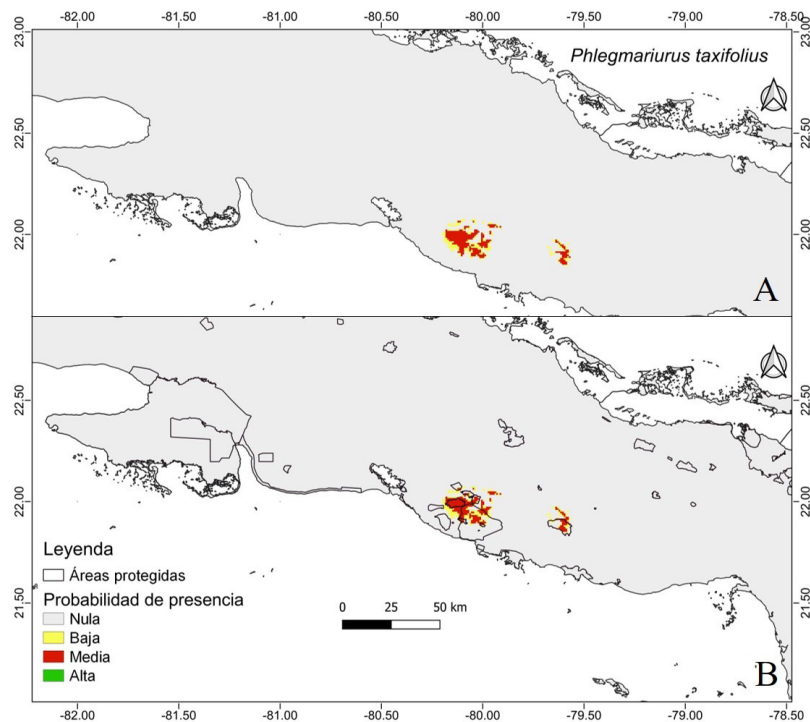 -82.00 -81.50 -81.00 -80.50 -80.00 -79.50 -79.00 -78.50
23.00 23.00
Phlegmariurus taxifolius
22.50 22.50
22.00 22.00
A
22.50 22.50
22.00 22.00
Leyenda
Áreas protegidas
Probabilidad de presencia
Nula
Baja
Media
Alta
0 25 50 km
21.50 21.50
B
-82.00 -81.50 -81.00 -80.50 -80.00 -79.50 -79.00 -78.50